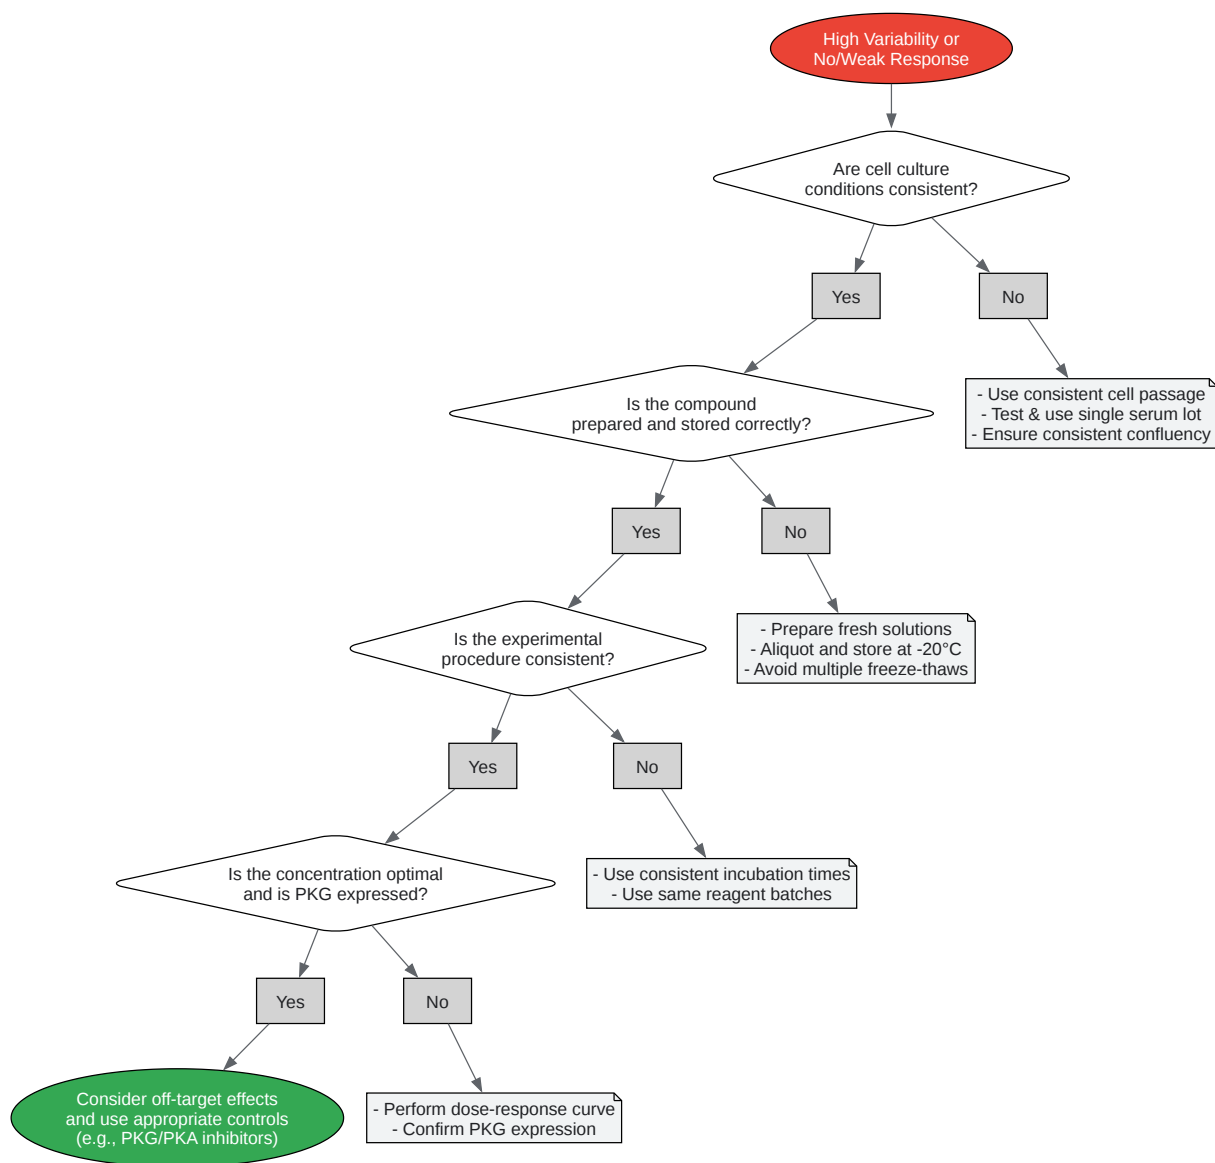 High Variability or
No/Weak Response
Are cell culture
conditions consistent?
Yes
No
- Use consistent cell passage
- Test & use single serum lot
- Ensure consistent confluency
Is the compound
prepared and stored correctly?
Yes
No
- Prepare fresh solutions
- Aliquot and store at -20°C
- Avoid multiple freeze-thaws
Is the experimental
procedure consistent?
Yes
No
- Use consistent incubation times
- Use same reagent batches
Is the concentration optimal
and is PKG expressed?
Yes
No
- Perform dose-response curve
- Confirm PKG expression
Consider off-target effects
and use appropriate controls
(e.g., PKG/PKA inhibitors)